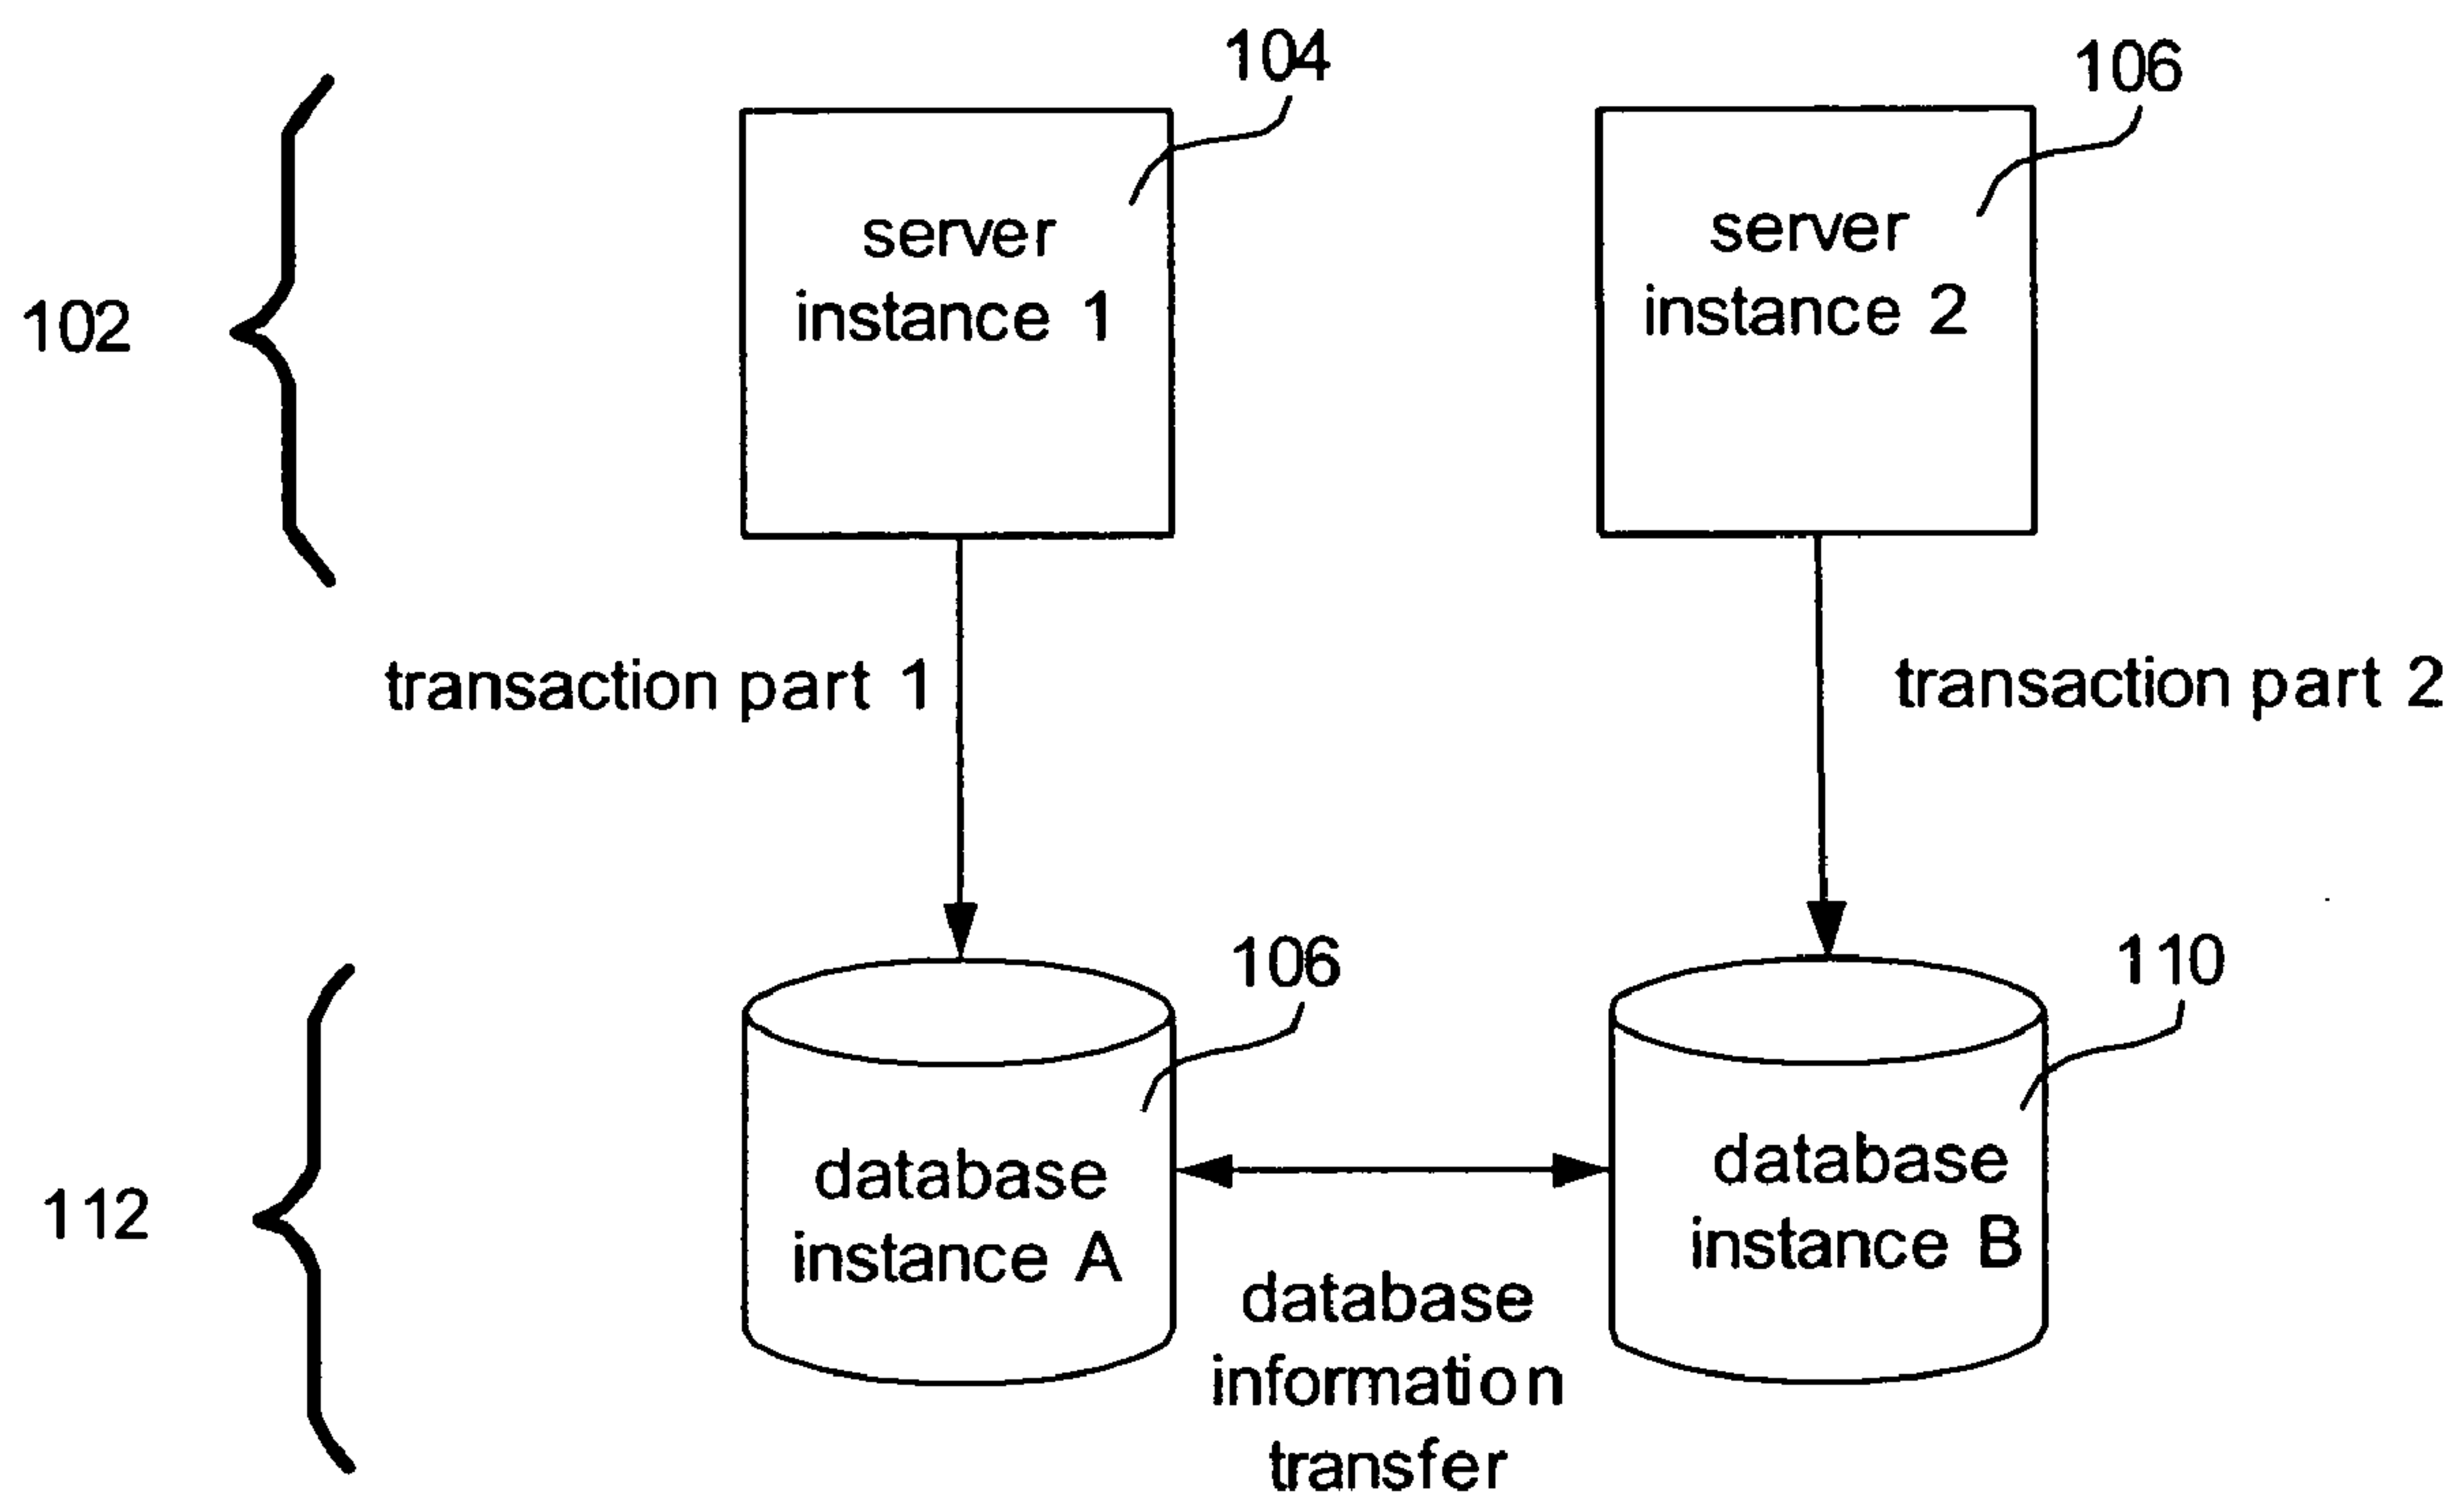 104
106
server
instance 1
server
instance 2
102
transaction part 1
transaction part 2
106
110
database
instance A
database
instance B
112
database
information
transfer